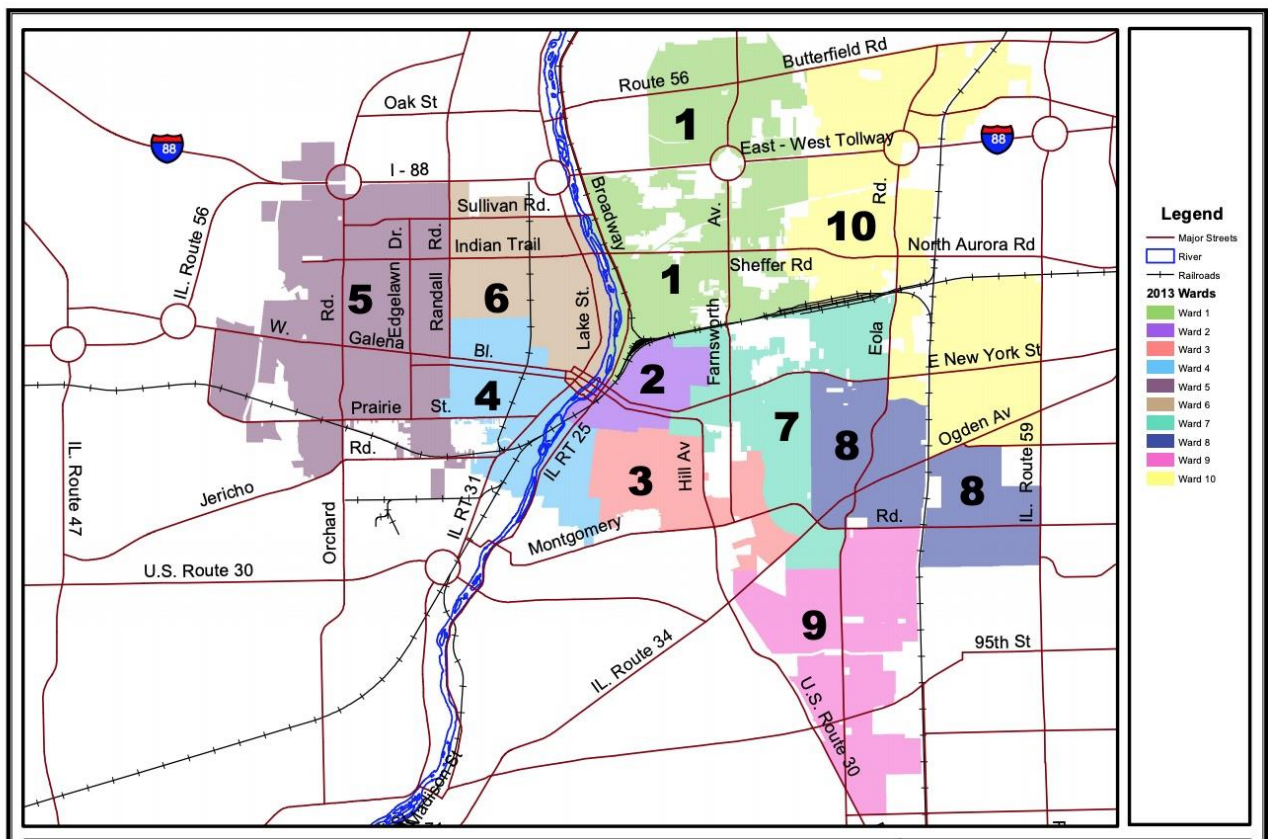 Butterfield Rd
Route 56
Oak St
1
88
East - West Tollway
88
I - 88
IL. Route 56
Sullivan Rd.
Broadway
Av.
Rd.
10
Indian Trail
North Aurora Rd
Sheffer Rd
Dr.
Rd.
1
Rd.
5
Edgelawn
Randall
6
Lake St.
Farnsworth
Eola
W.
Galena
Bl.
E New York St
2
4
Prairie
St.
7
8
Ogden Av
Rd.
IL RT 25
Hill Av
3
8
IL. Route 59
IL. Route 47
Jericho
Orchard
IL RT 31
Montgomery
Rd.
U.S. Route 30
9
95th St
IL. Route 34
U.S. Route 30
Madison St
Legend
Major Streets
River
Railroads
2013 Wards
Ward 1
Ward 2
Ward 3
Ward 4
Ward 5
Ward 6
Ward 7
Ward 8
Ward 9
Ward 10